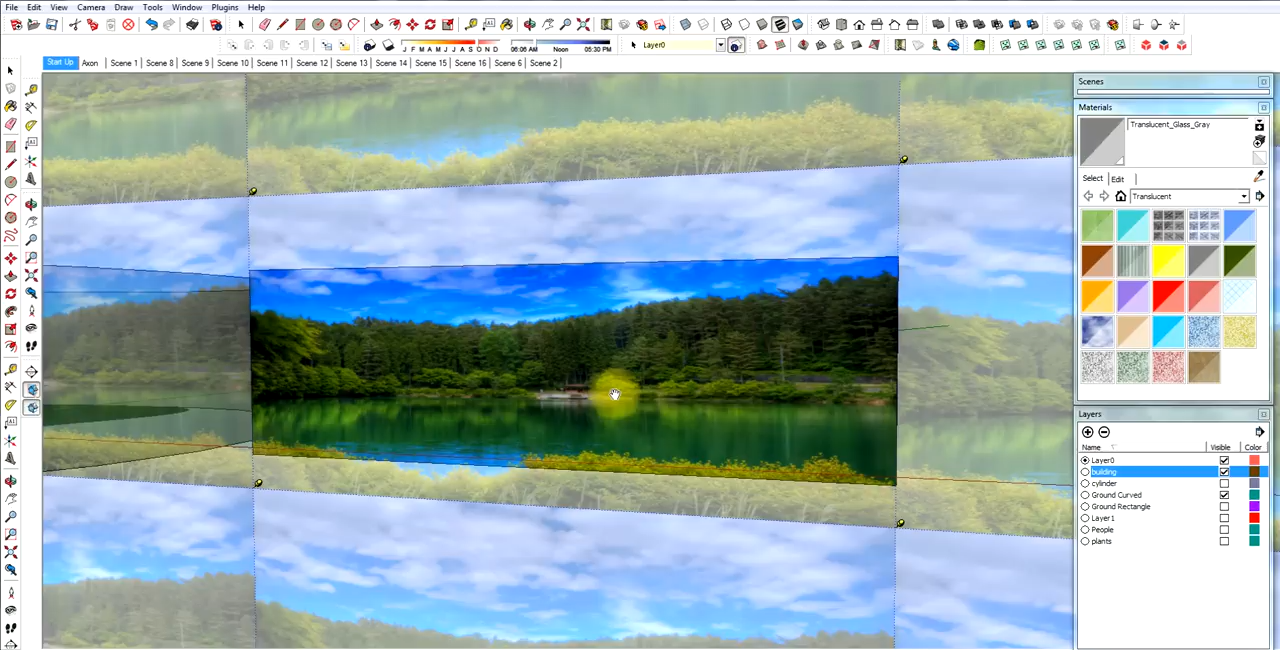 File Edit View Camera Draw Tools Window Plugins Help
J F M A M J J A S O N D 06:06 AM Noon 05:30 PM Layer0
Start Up Axon Scene 1 Scene 8 Scene 9 Scene 10 Scene 11 Scene 12 Scene 13 Scene 14 Scene 15 Scene 16 Scene 6 Scene 2
Scenes
Materials
Translucent_Glass_Gray
Select Edit
Translucent
Layers
Name Visible Color
Layer0
building
cylinder
Ground Curved
Ground Rectangle
Layer1
People
plants